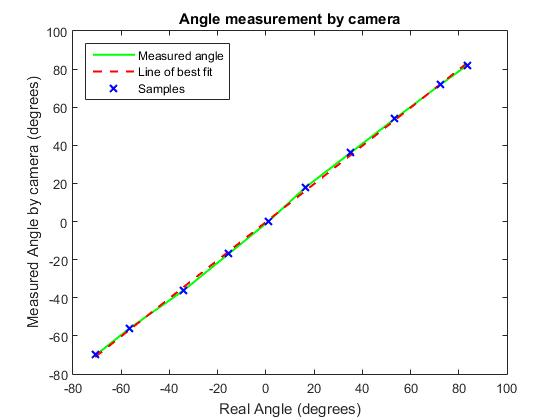 Angle measurement by camera
Measured angle
Line of best fit
Samples
100
80
60
40
20
0
-20
-40
-60
-80
Measured Angle by camera (degrees)
-80 -60 -40 -20 0 20 40 60 80 100
Real Angle (degrees)